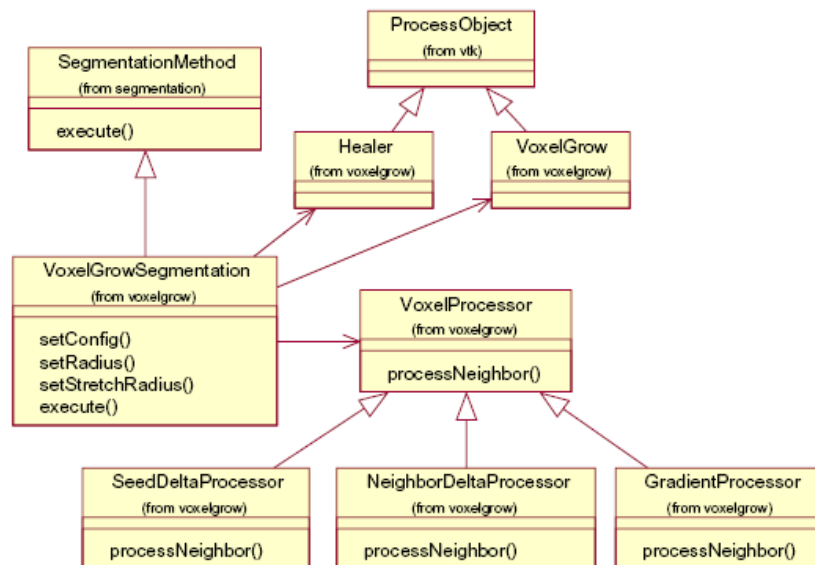 ProcessObject
(from vtk)
SegmentationMethod
(from segmentation)
execute()
Healer
(from voxelgrow)
VoxelGrow
(from voxelgrow)
VoxelGrowSegmentation
(from voxelgrow)
setConfig()
setRadius()
setStretchRadius()
execute()
VoxelProcessor
(from voxelgrow)
processNeighbor()
SeedDeltaProcessor
(from voxelgrow)
processNeighbor()
NeighborDeltaProcessor
(from voxelgrow)
processNeighbor()
GradientProcessor
(from voxelgrow)
processNeighbor()